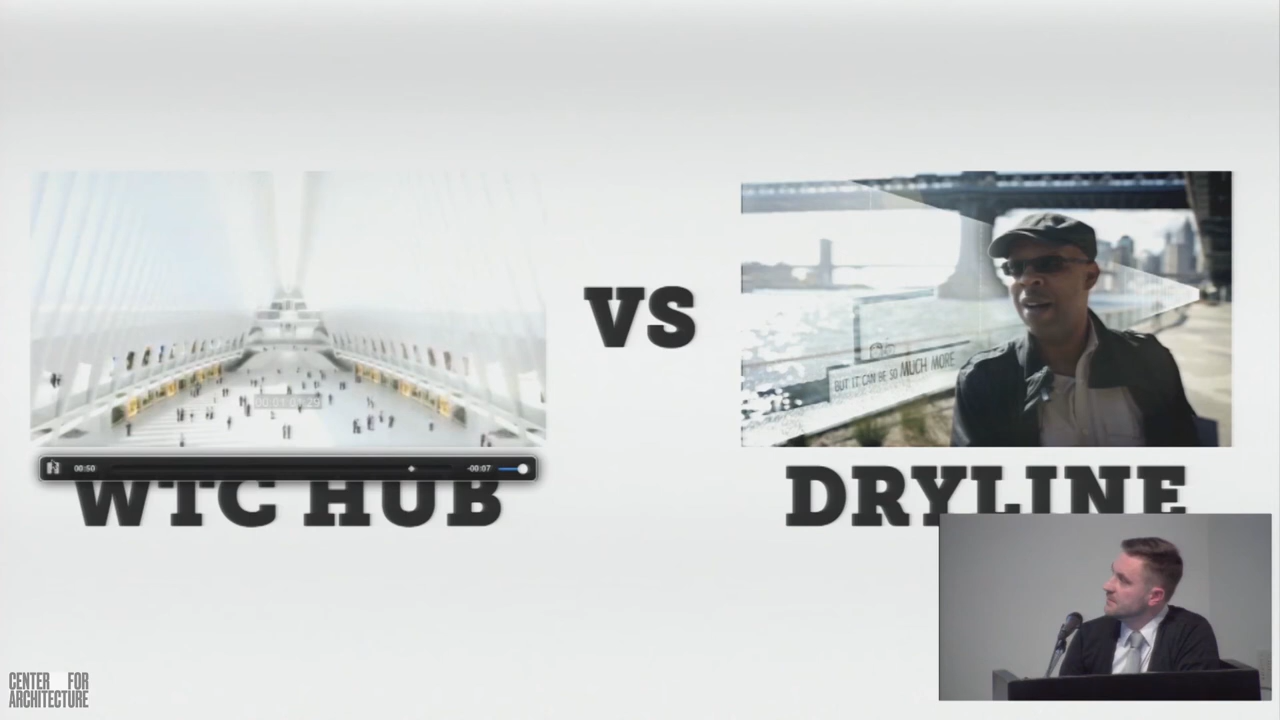 VS
BUT IT CAN BE SO MUCH MORE
00:50
-00:07
WTC HUB
DRYLINE
CENTER FOR
ARCHITECTURE